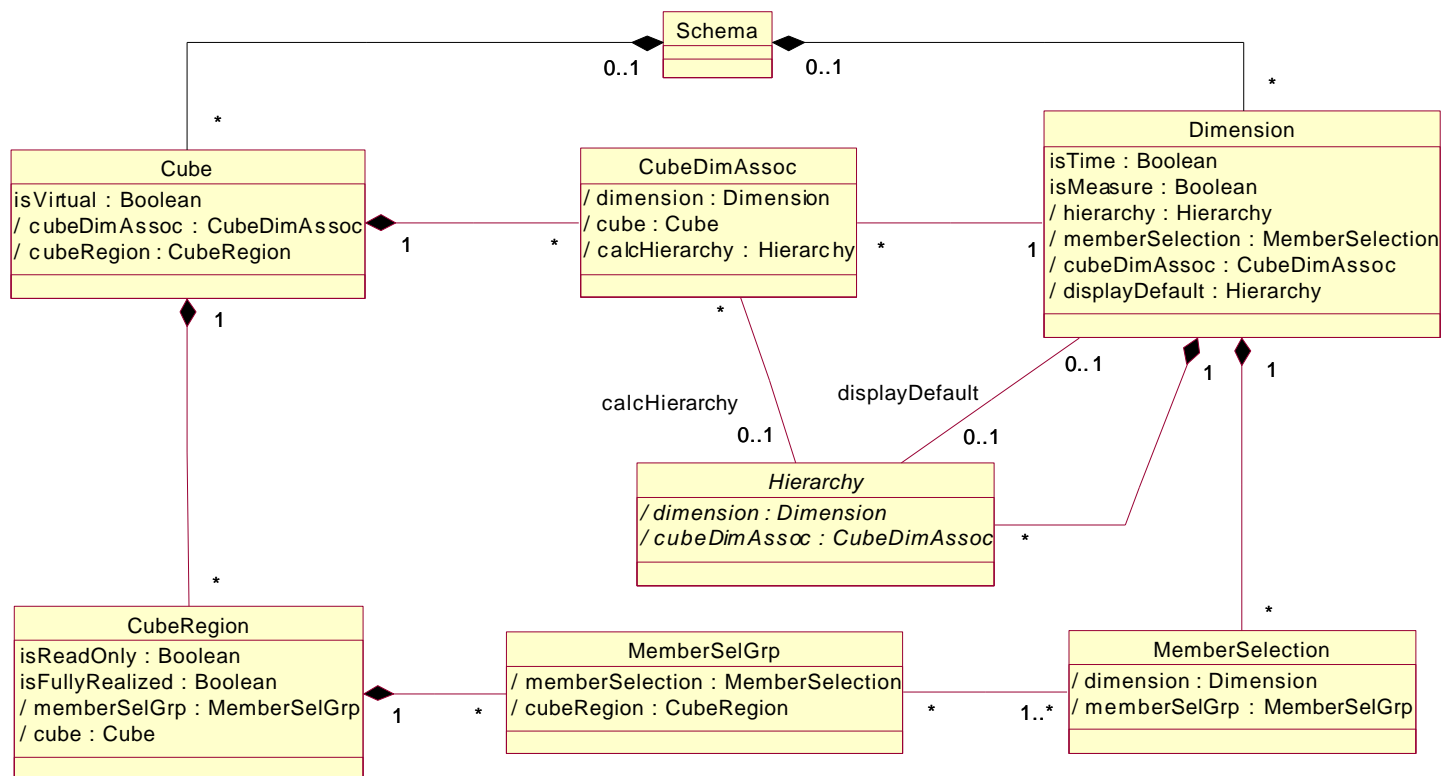 Schema
0..1
0..1
*
*
Cube
isVirtual : Boolean
/ cubeDimAssoc : CubeDimAssoc
/ cubeRegion : CubeRegion
1
*
CubeDimAssoc
/ dimension : Dimension
/ cube : Cube
/ calcHierarchy : Hierarchy
*
1
Dimension
isTime : Boolean
isMeasure : Boolean
/ hierarchy : Hierarchy
/ memberSelection : MemberSelection
/ cubeDimAssoc : CubeDimAssoc
/ displayDefault : Hierarchy
1
*
0..1
1
1
calcHierarchy
displayDefault
0..1
0..1
Hierarchy
/ dimension : Dimension
/ cubeDimAssoc : CubeDimAssoc
*
*
*
CubeRegion
isReadOnly : Boolean
isFullyRealized : Boolean
/ memberSelGrp : MemberSelGrp
/ cube : Cube
1
*
MemberSelGrp
/ memberSelection : MemberSelection
/ cubeRegion : CubeRegion
*
1..*
MemberSelection
/ dimension : Dimension
/ memberSelGrp : MemberSelGrp